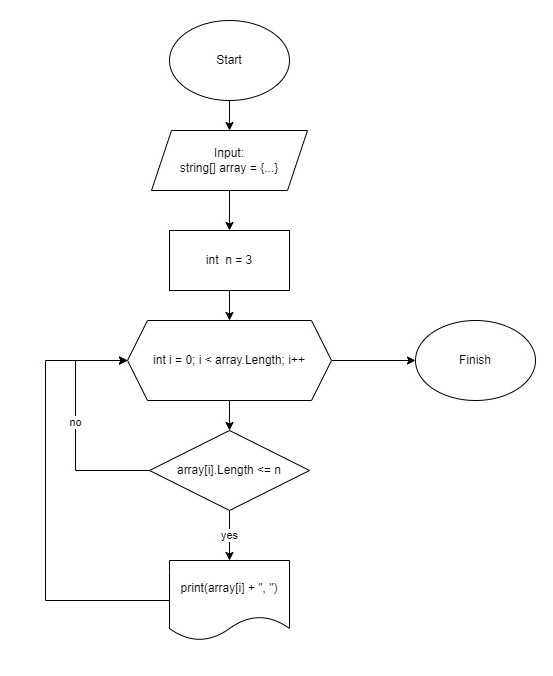 Start
Input:
string[] array = {...}
int n = 3
int i = 0; i < array.Length; i++
Finish
no
array[i].Length <= n
yes
print(array[i] + ", ")